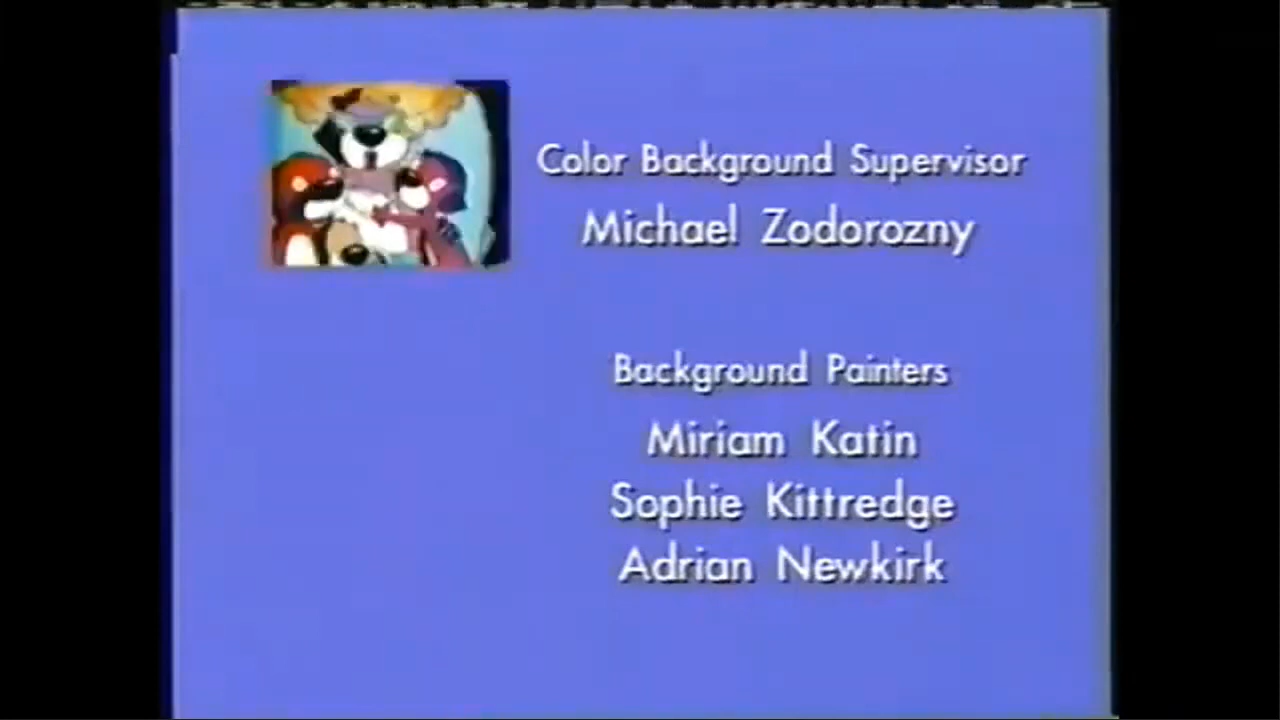 Color Background Supervisor
Michael Zodorozny
Background Painters
Miriam Katin
Sophie Kittredge
Adrian Newkirk